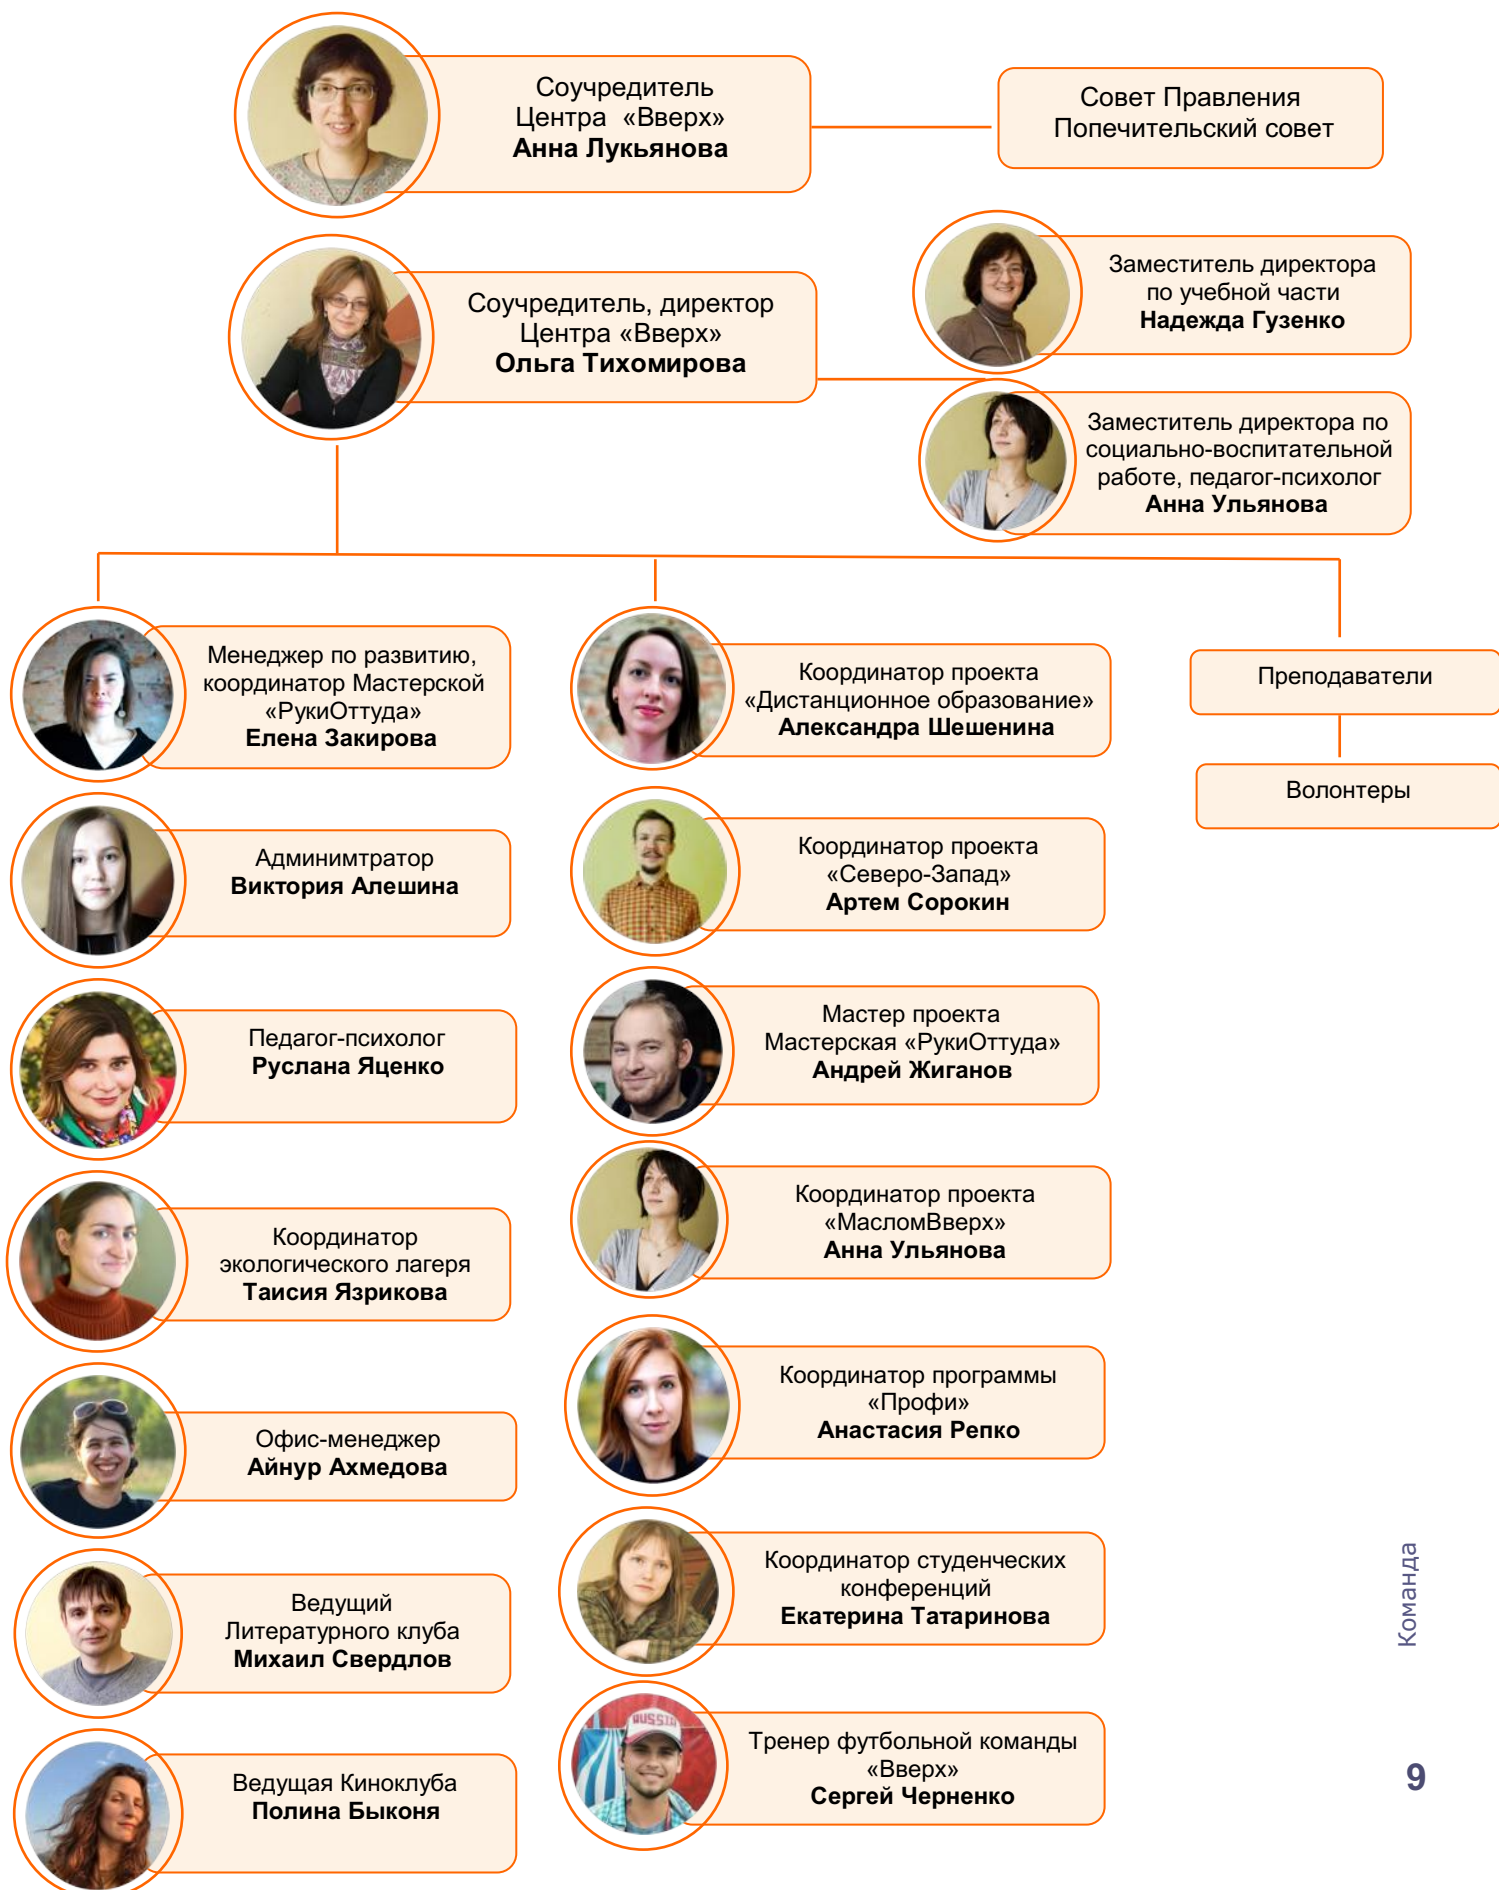 Соучредитель
Центра «Вверх»
Анна Лукьянова
Совет Правления
Попечительский совет
Соучредитель, директор
Центра «Вверх»
Ольга Тихомирова
Заместитель директора
по учебной части
Надежда Гузенко
Заместитель директора по
социально-воспитательной
работе, педагог-психолог
Анна Ульянова
Менеджер по развитию,
координатор Мастерской
«РукиОттуда»
Елена Закирова
Админимтратор
Виктория Алешина
Педагог-психолог
Руслана Яценко
Координатор
экологического лагеря
Таисия Язрикова
Офис-менеджер
Айнур Ахмедова
Ведущий
Литературного клуба
Михаил Свердлов
Ведущая Киноклуба
Полина Быконя
Координатор проекта
«Дистанционное образование»
Александра Шешенина
Координатор проекта
«Северо-Запад»
Артем Сорокин
Мастер проекта
Мастерская «РукиОттуда»
Андрей Жиганов
Координатор проекта
«МасломВверх»
Анна Ульянова
Координатор программы
«Профи»
Анастасия Репко
Координатор студенческих
конференций
Екатерина Татаринова
RUSSIA
Тренер футбольной команды
«Вверх»
Сергей Черненко
Преподаватели
Волонтеры
Команда
9